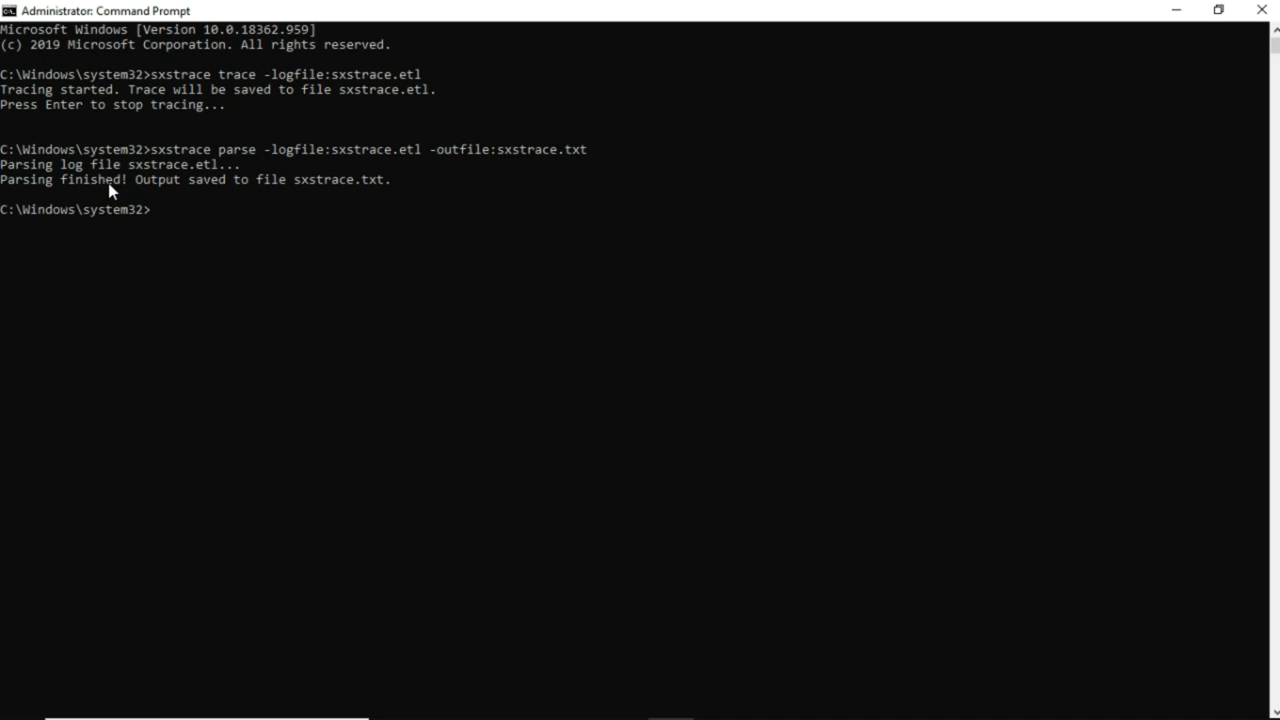 Administrator: Command Prompt
Microsoft Windows [Version 10.0.18362.959]
(c) 2019 Microsoft Corporation. All rights reserved.
C:\Windows\system32>sxstrace trace -logfile:sxstrace.etl
Tracing started. Trace will be saved to file sxstrace.etl.
Press Enter to stop tracing...
C:\Windows\system32>sxstrace parse -logfile:sxstrace.etl -outfile:sxstrace.txt
Parsing log file sxstrace.etl...
Parsing finished! Output saved to file sxstrace.txt.
C:\Windows\system32>